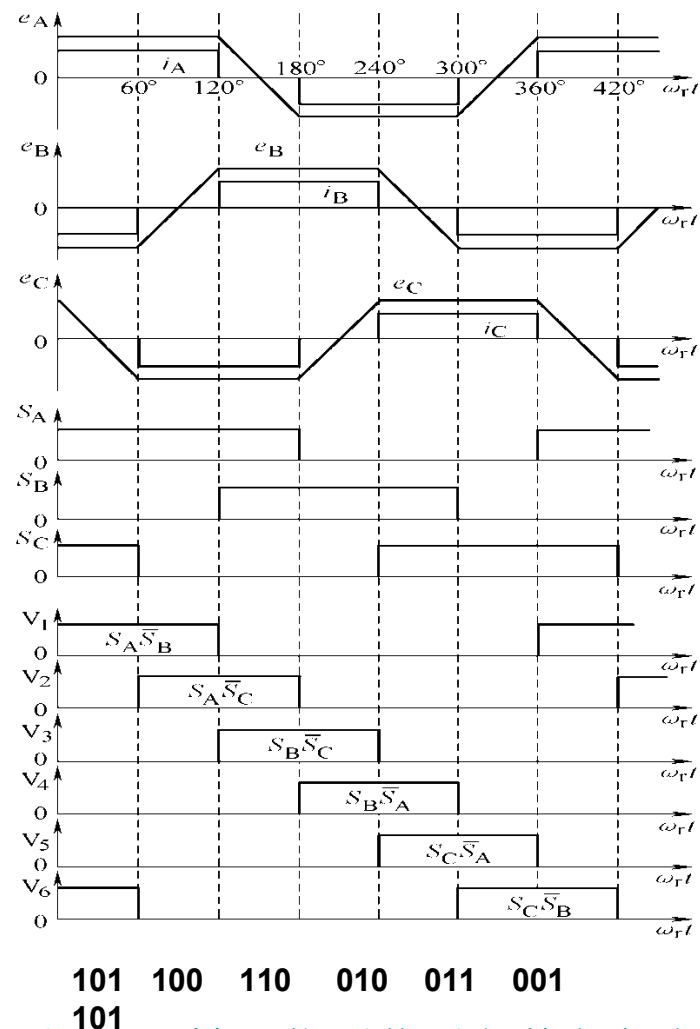 eA
iA
0
60° 120° 180° 240° 300° 360° 420° ωrt
eB
eB
iB
0
ωrt
eC
eC
iC
0
ωrt
SA
0
ωrt
SB
0
ωrt
SC
0
ωrt
V1
SAS̅B
0
ωrt
V2
SAS̅C
0
ωrt
V3
SBS̅C
0
ωrt
V4
SBS̅A
0
ωrt
V5
SCS̅A
0
ωrt
V6
SCS̅B
0
ωrt
101 100 110 010 011 001
101